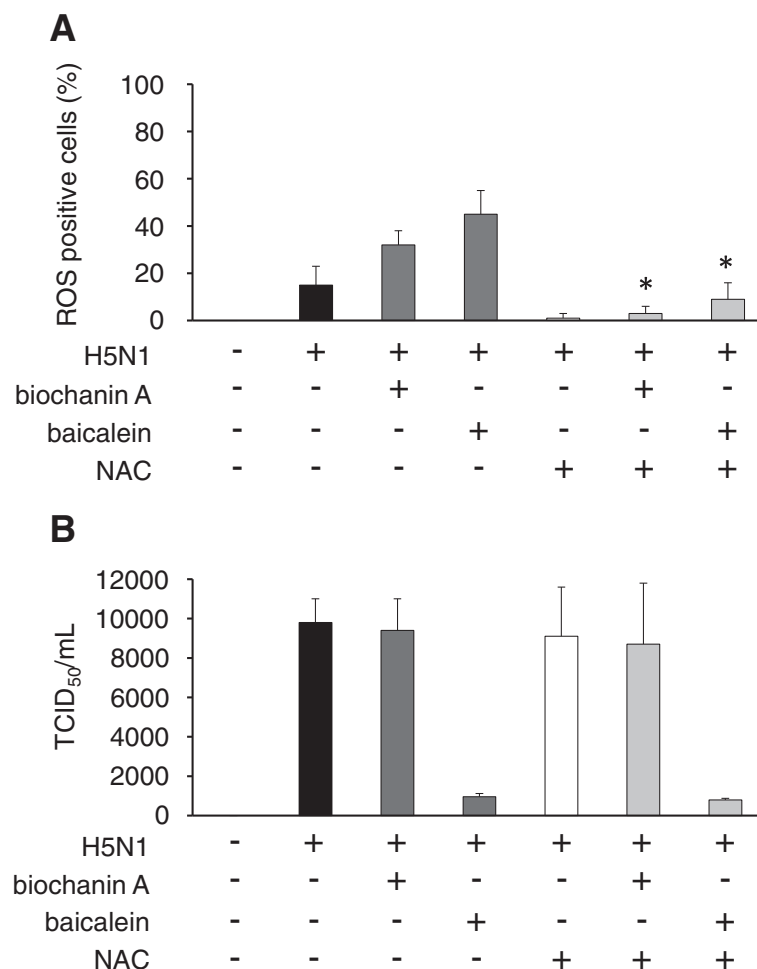 A
ROS positive cells (%)
100
80
60
40
20
0
* *
H5N1 - + + + + + +
biochanin A - - + - - + -
baicalein - - - + - - +
NAC - - - - + + +
B
TCID50/mL
12000
10000
8000
6000
4000
2000
0
H5N1 - + + + + + +
biochanin A - - + - - + -
baicalein - - - + - - +
NAC - - - - + + +